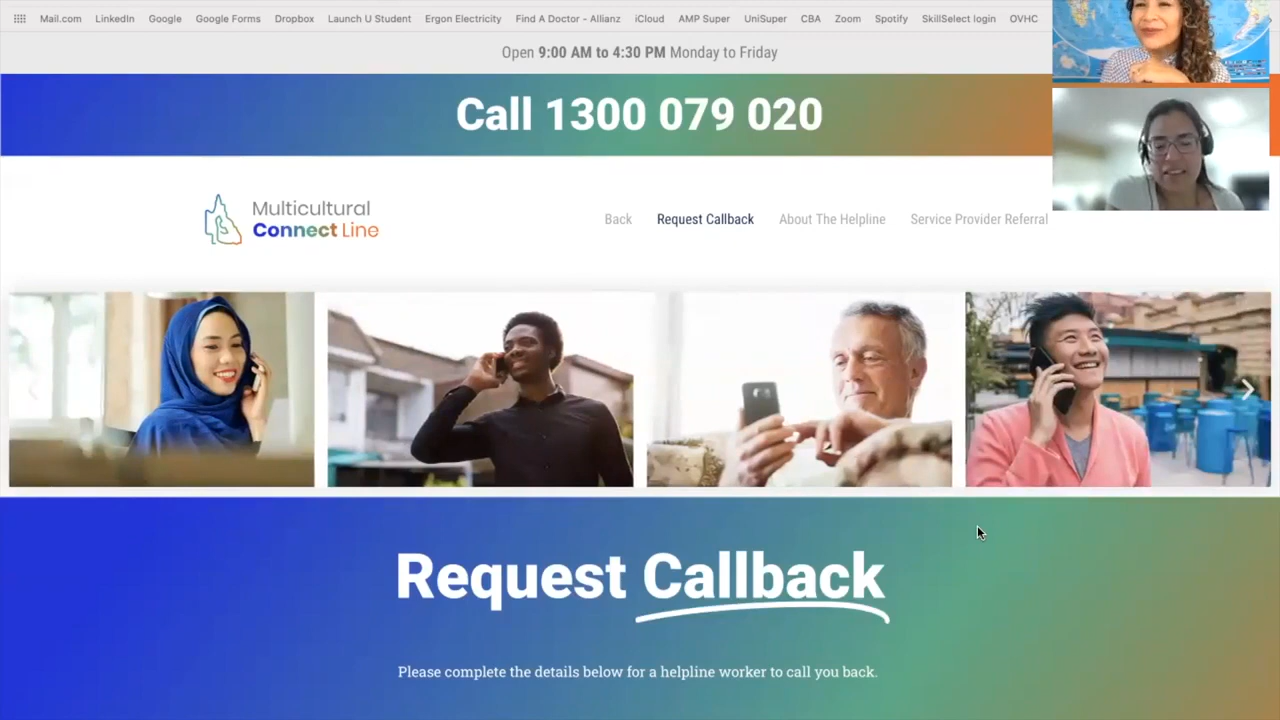 Mail.com LinkedIn Google Google Forms Dropbox Launch U Student Ergon Electricity Find A Doctor - Allianz iCloud AMP Super UniSuper CBA Zoom Spotify SkillSelect login OVHC
Open 9:00 AM to 4:30 PM Monday to Friday
Call 1300 079 020
Multicultural
Connect Line
Back Request Callback About The Helpline Service Provider Referral
Request Callback
Please complete the details below for a helpline worker to call you back.